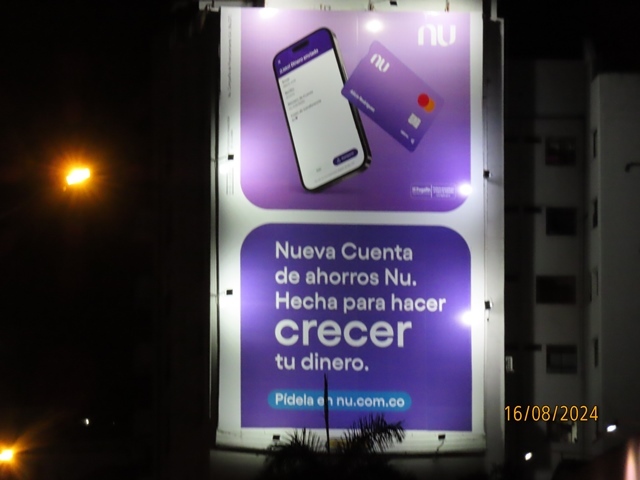 nu
nu
Nueva Cuenta
de ahorros Nu.
Hecha para hacer
crecer
tu dinero.
Pídela en nu.com.co
16/08/2024